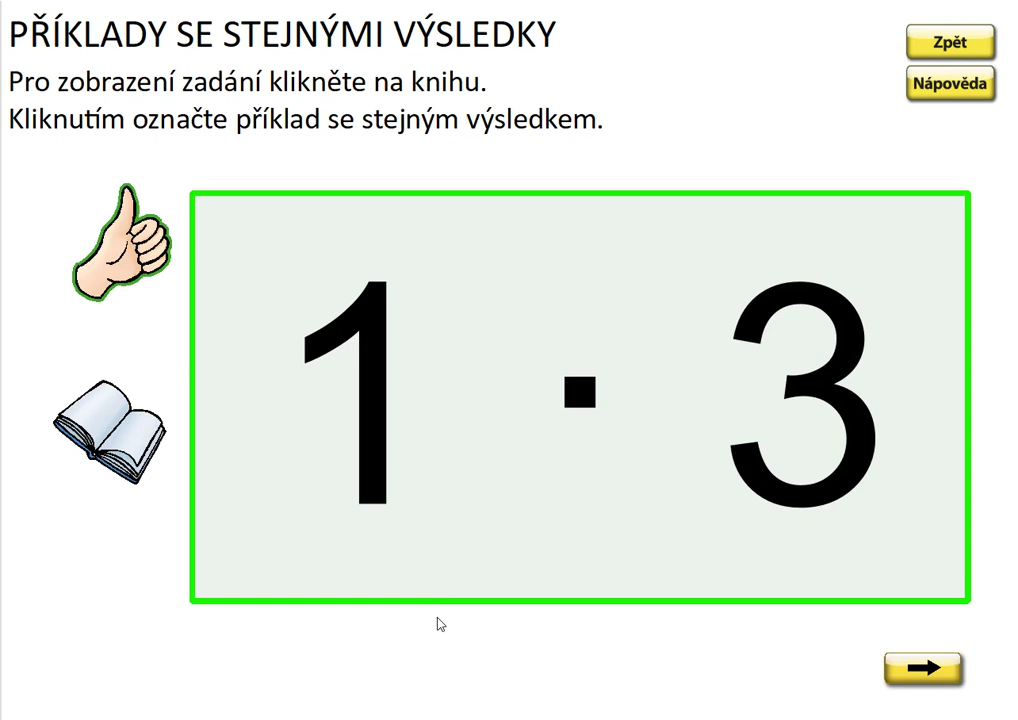 PŘÍKLADY SE STEJNÝMI VÝSLEDKY
Zpět
Pro zobrazení zadání klikněte na knihu.
Nápověda
Kliknutím označte příklad se stejným výsledkem.
1 · 3